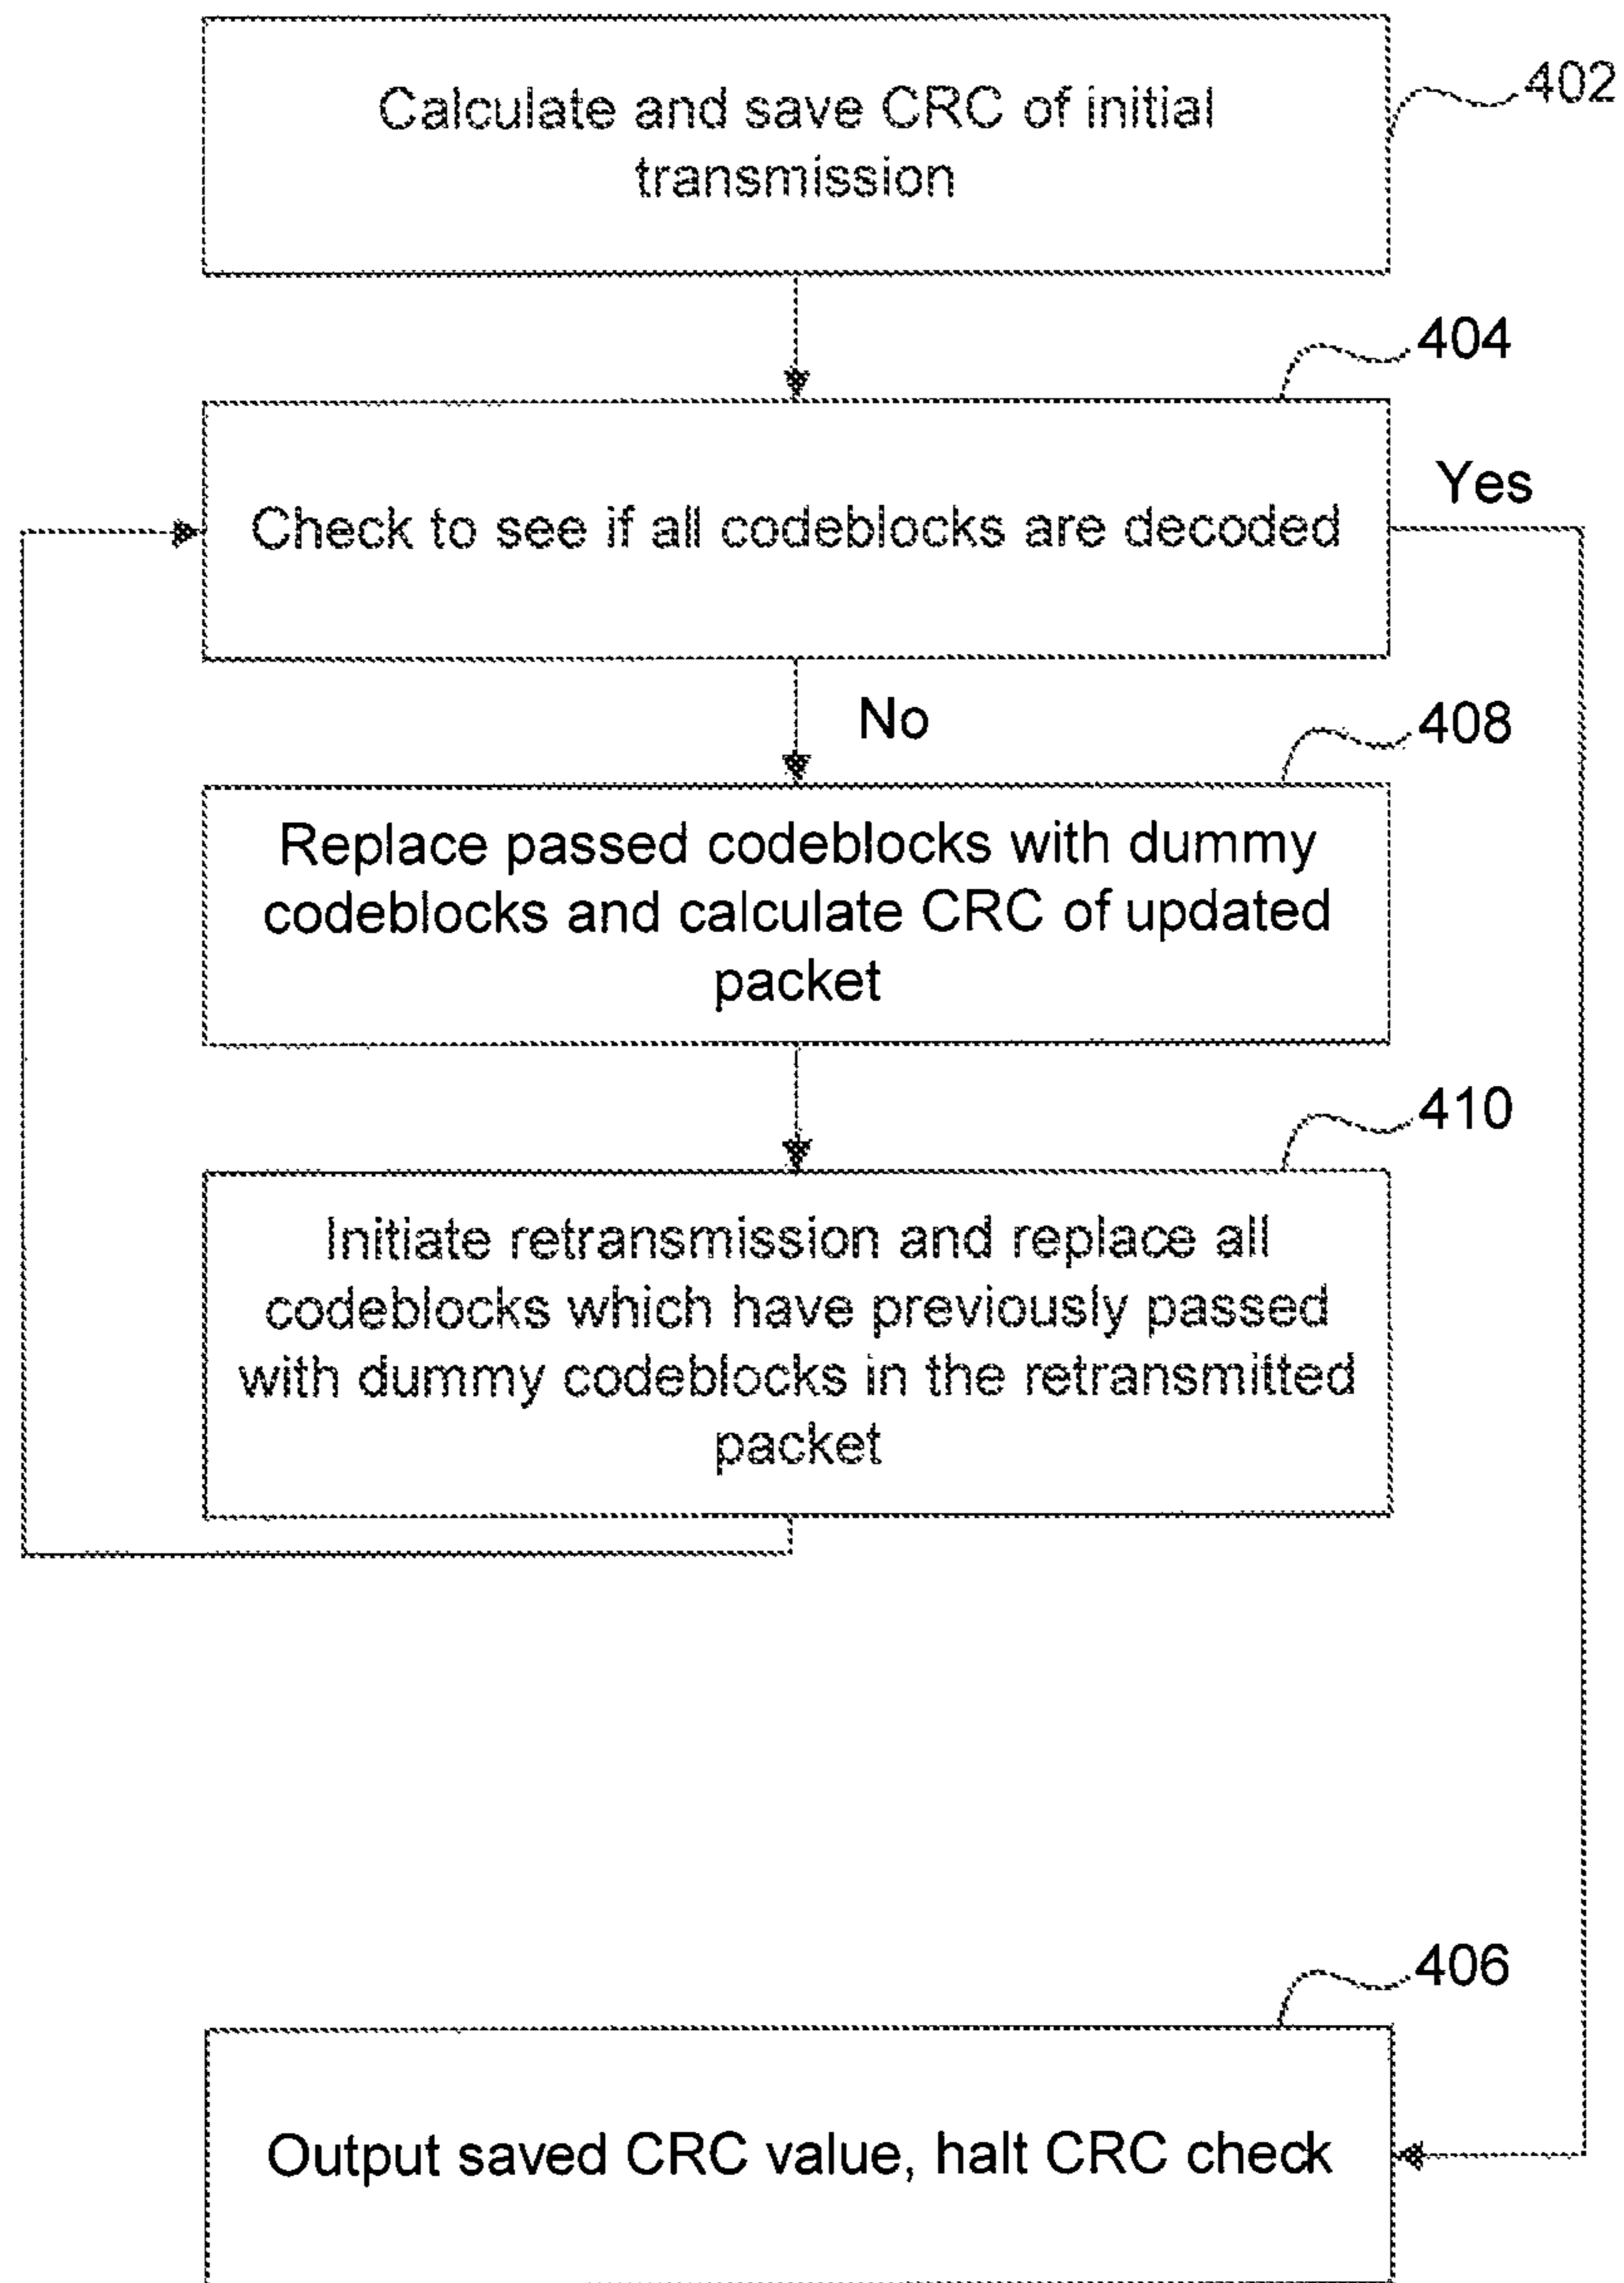 Calculate and save CRC of initial
transmission
402
404
Check to see if all codeblocks are decoded
Yes
No
408
Replace passed codeblocks with dummy
codeblocks and calculate CRC of updated
packet
410
Initiate retransmission and replace all
codeblocks which have previously passed
with dummy codeblocks in the retransmitted
packet
406
Output saved CRC value, halt CRC check